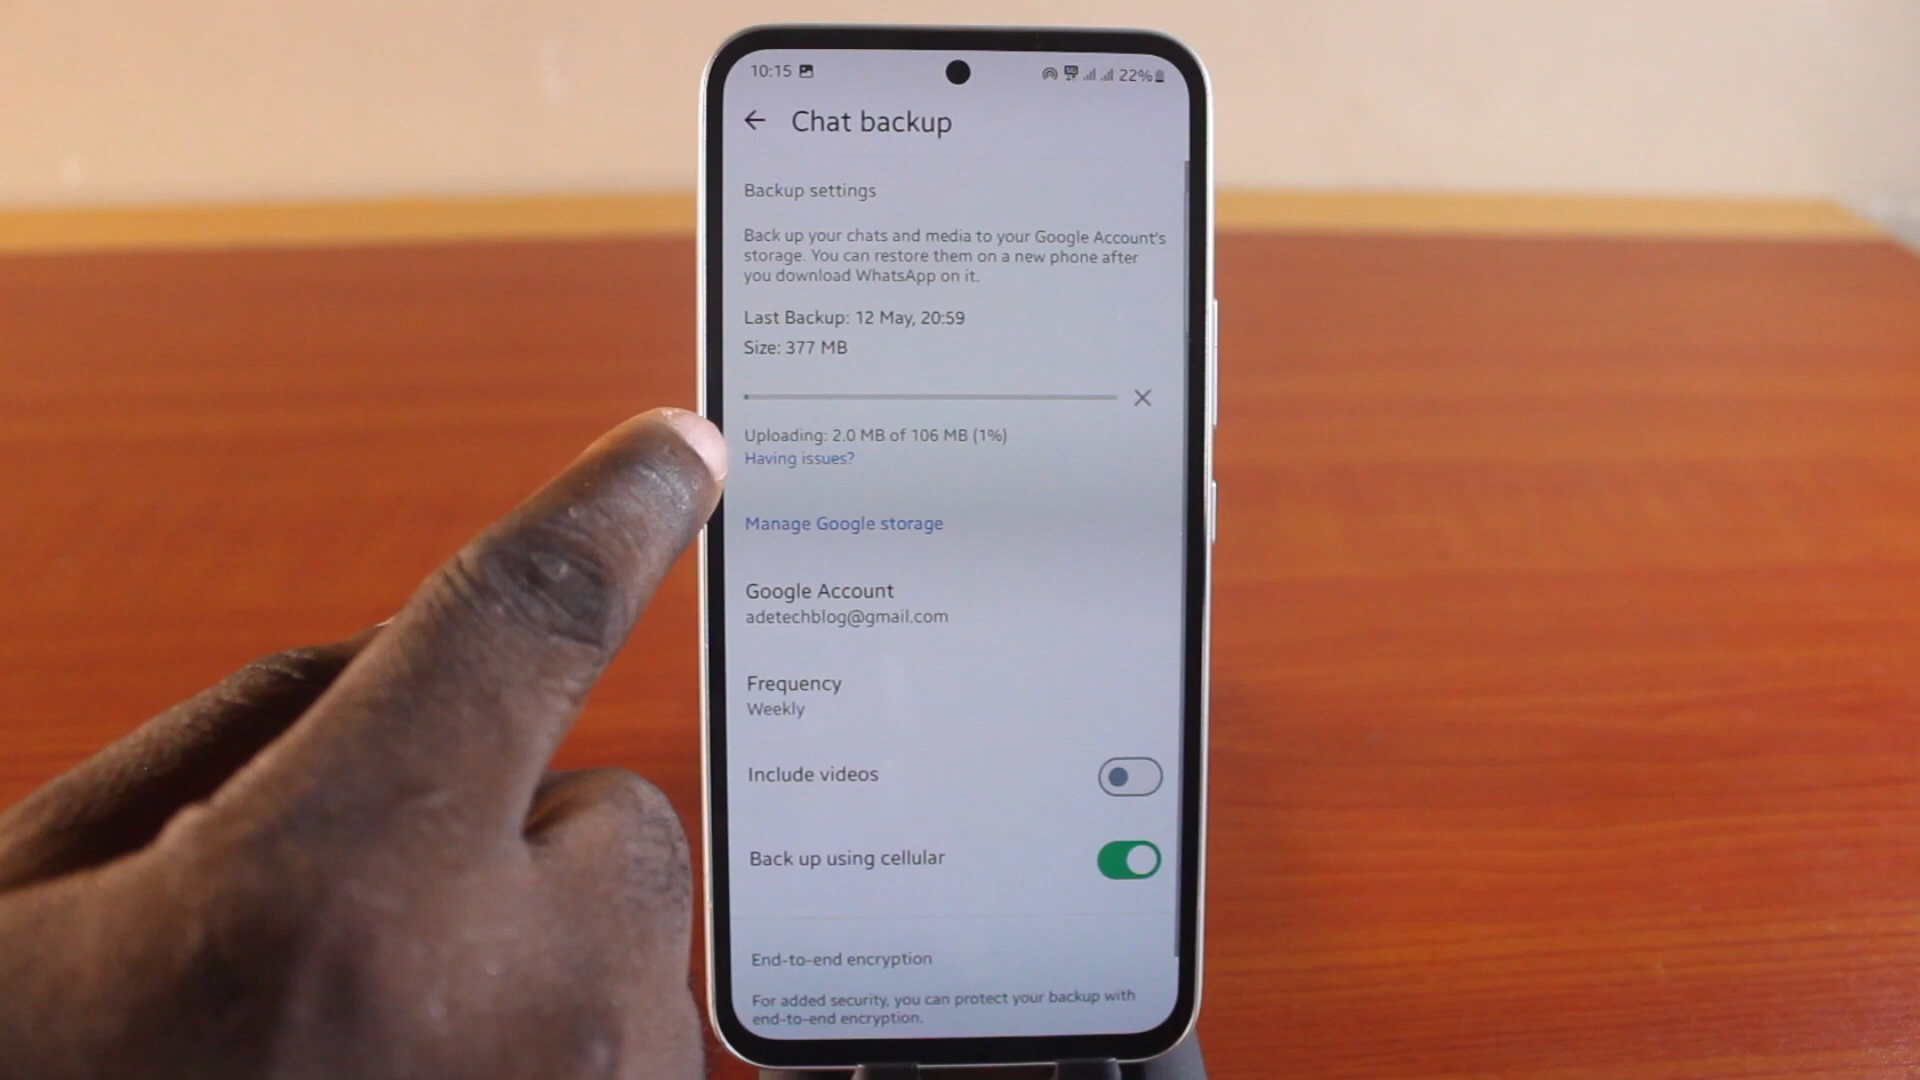 10:15
22%
Chat backup
Backup settings
Back up your chats and media to your Google Account's
storage. You can restore them on a new phone after
you download WhatsApp on it.
Last Backup: 12 May, 20:59
Size: 377 MB
Uploading: 2.0 MB of 106 MB (1%)
Having issues?
Manage Google storage
Google Account
adetechblog@gmail.com
Frequency
Weekly
Include videos
Back up using cellular
End-to-end encryption
For added security, you can protect your backup with
end-to-end encryption.